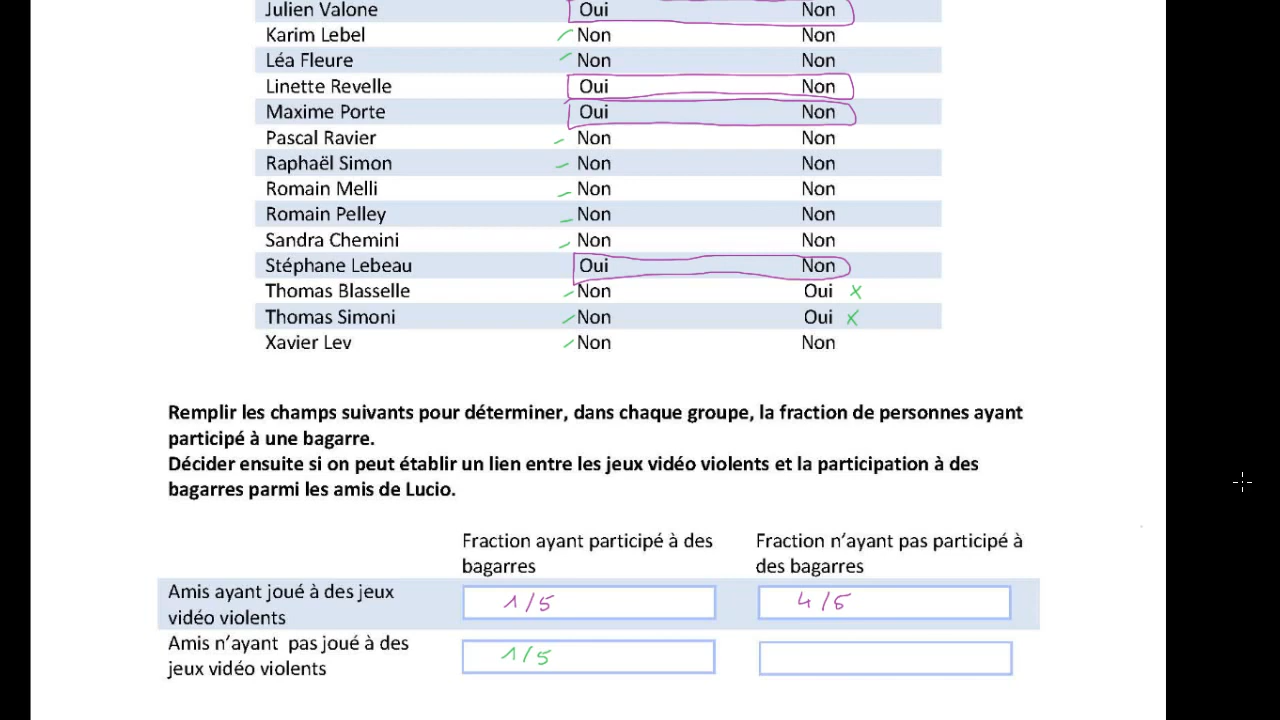 Julien Valone Oui Non
Karim Lebel Non Non
Léa Fleure Non Non
Linette Revelle Oui Non
Maxime Porte Oui Non
Pascal Ravier Non Non
Raphaël Simon Non Non
Romain Melli Non Non
Romain Pelley Non Non
Sandra Chemini Non Non
Stéphane Lebeau Oui Non
Thomas Blasselle Non Oui x
Thomas Simoni Non Oui x
Xavier Lev Non Non
Remplir les champs suivants pour déterminer, dans chaque groupe, la fraction de personnes ayant
participé à une bagarre.
Décider ensuite si on peut établir un lien entre les jeux vidéo violents et la participation à des
bagarres parmi les amis de Lucio.
Fraction ayant participé à des
bagarres
Fraction n'ayant pas participé à
des bagarres
Amis ayant joué à des jeux
vidéo violents
1/5
4/5
Amis n'ayant  pas joué à des
jeux vidéo violents
1/5